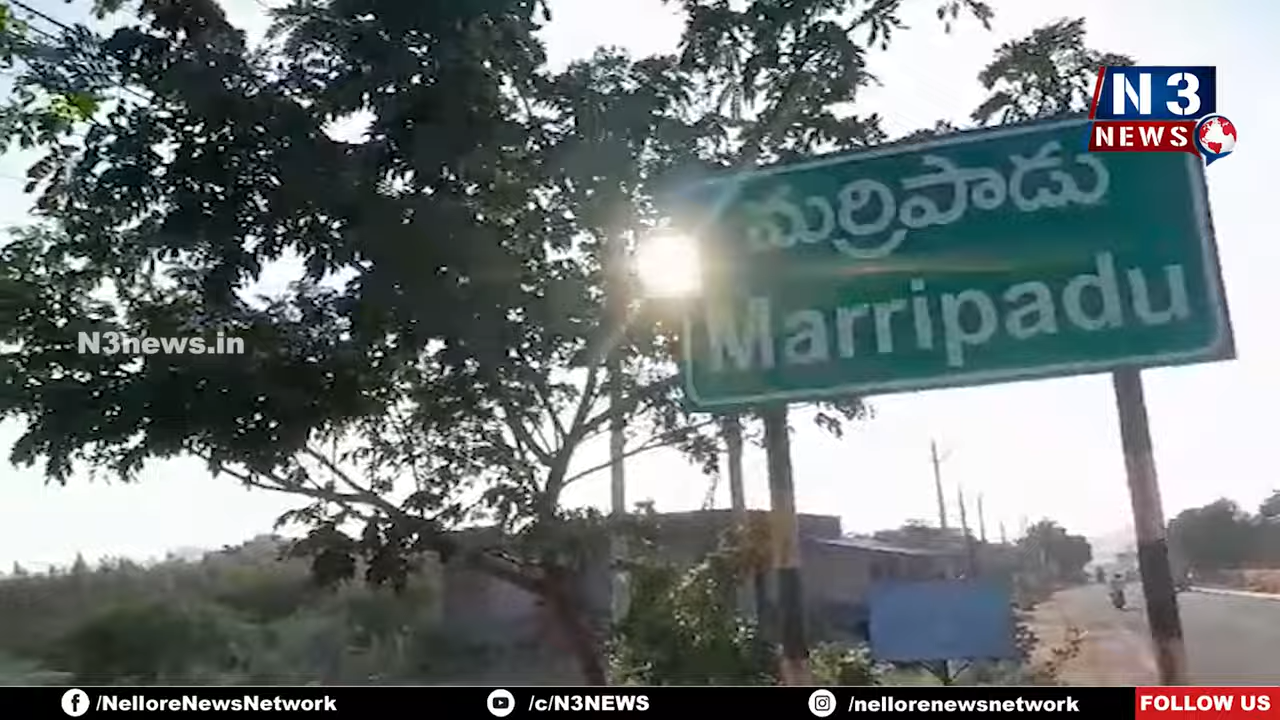 N3
NEWS
మర్రిపాడు
Marripadu
N3news.in
/NelloreNewsNetwork
/c/N3NEWS
/nellorenewsnetwork
FOLLOW US